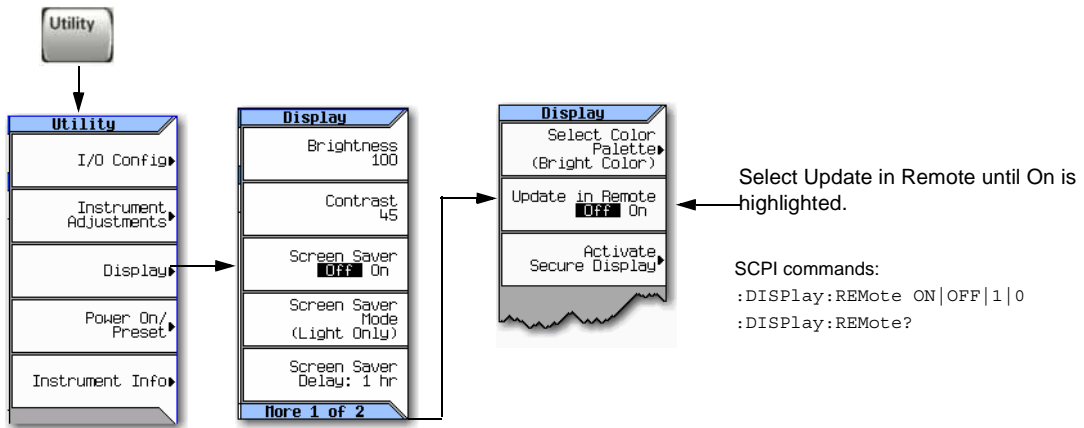 Utility
Utility
I/O Config
Instrument
Adjustments
Display
Power On/
Preset
Instrument Info
Display
Brightness
100
Contrast
45
Screen Saver
Off On
Screen Saver
Mode
(Light Only)
Screen Saver
Delay: 1 hr
More 1 of 2
Display
Select Color
Palette
(Bright Color)
Update in Remote
Off On
Activate
Secure Display
Select Update in Remote until On is
highlighted.
SCPI commands:
:DISPlay:REMote ON|OFF|1|0
:DISPlay:REMote?